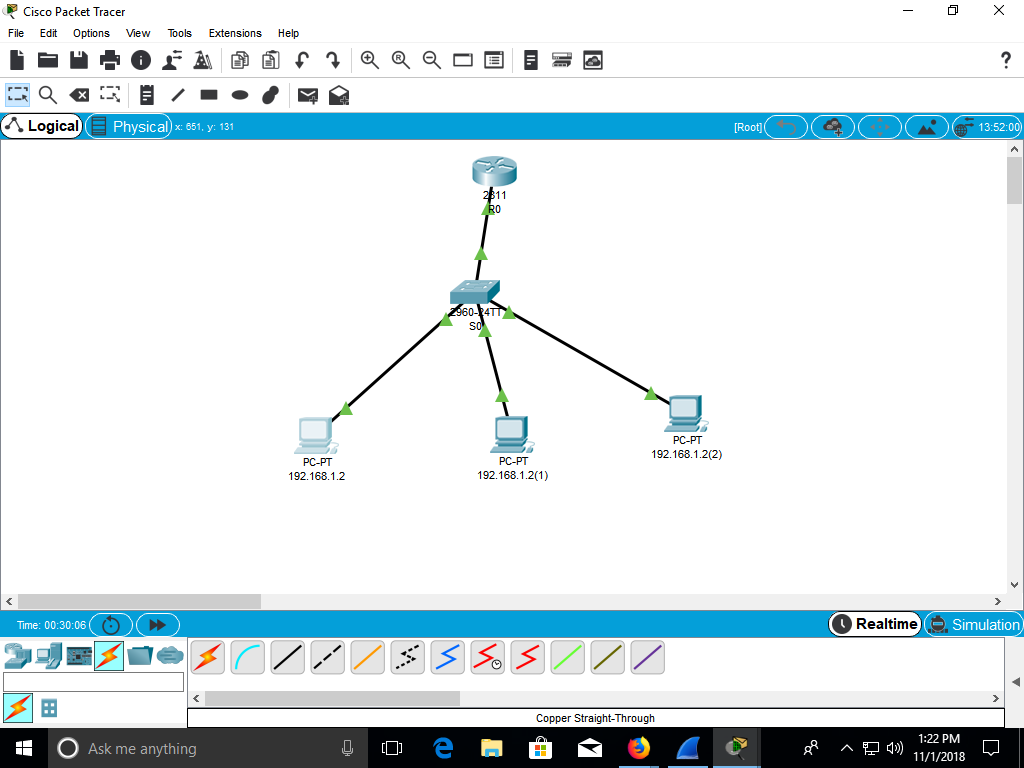 Cisco Packet Tracer
File Edit Options View Tools Extensions Help
?
Logical Physical x: 651, y: 131 [Root] 13:52:00
2811
R0
2960-24TT
S0
PC-PT
192.168.1.2
PC-PT
192.168.1.2(1)
PC-PT
192.168.1.2(2)
Time: 00:30:06 Realtime Simulation
Copper Straight-Through
Ask me anything
1:22 PM
11/1/2018